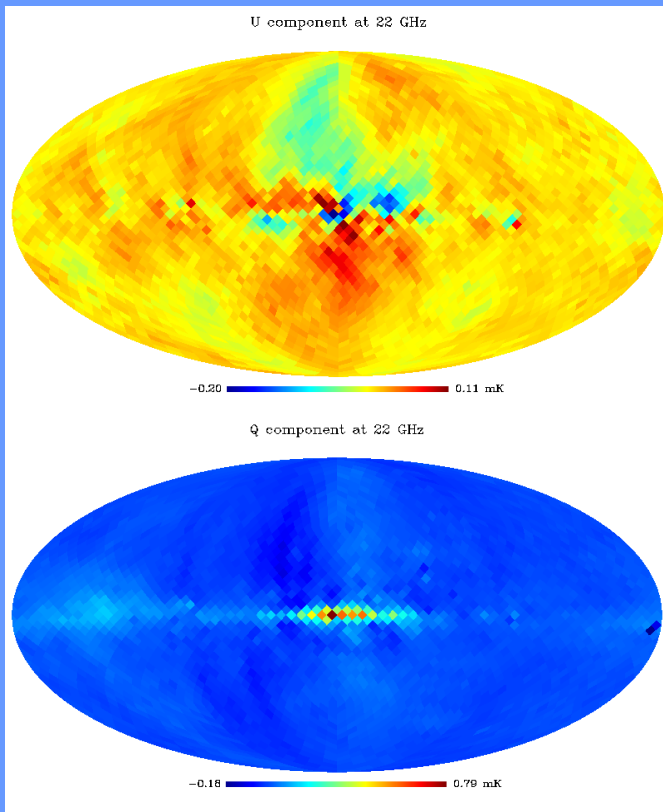 U component at 22 GHz
-0.20 0.11 mK
Q component at 22 GHz
-0.18 0.79 mK